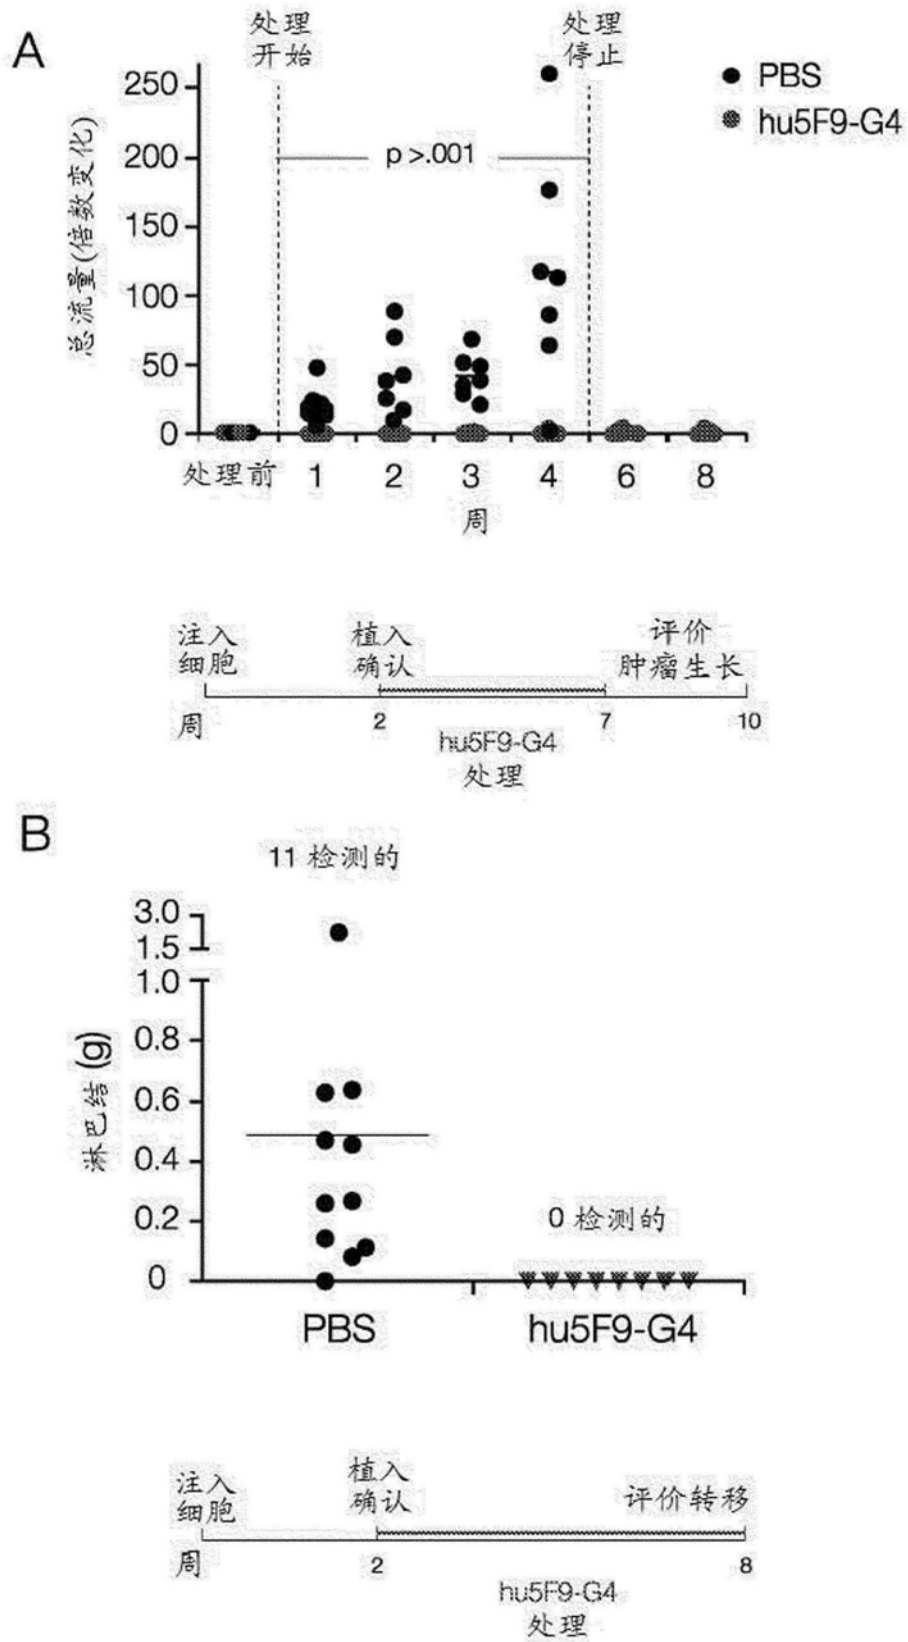 A
处理
开始
处理
停止
PBS
hu5F9-G4
总流量(倍数变化)
250
200
150
100
50
0
p >.001
处理前 1 2 3 4 6 8
周
注入
细胞
植入
确认
评价
肿瘤生长
周 2 7 10
hu5F9-G4
处理
B
11 检测的
3.0
1.5
1.0
0.8
0.6
0.4
0.2
0
淋巴结 (g)
0 检测的
PBS hu5F9-G4
注入
细胞
植入
确认
评价转移
周 2 8
hu5F9-G4
处理